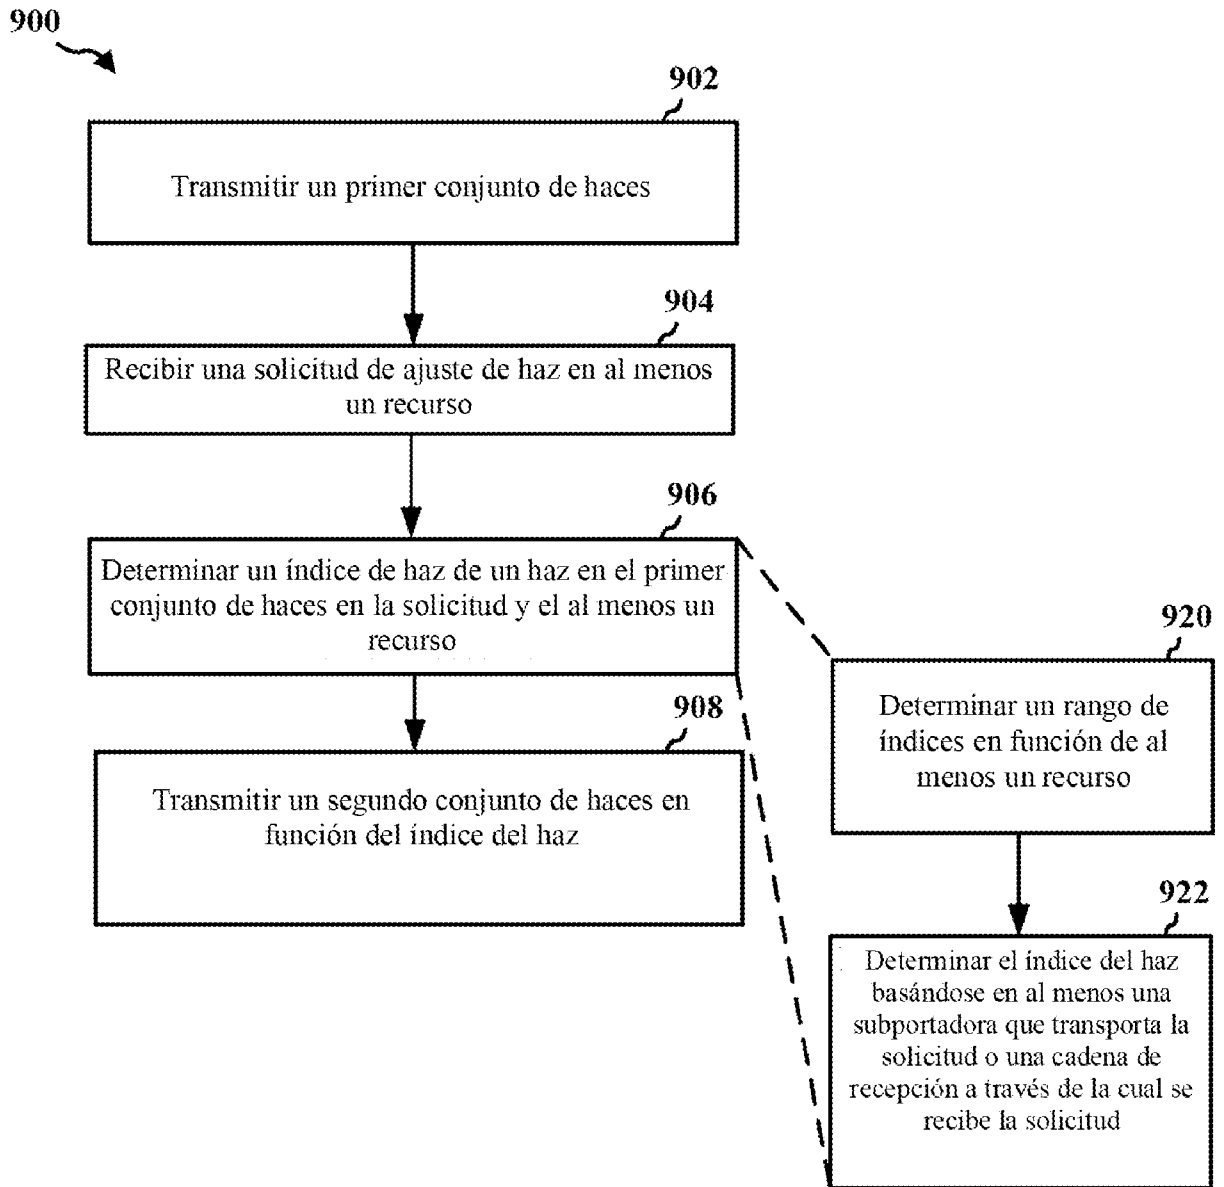 900
902
Transmitir un primer conjunto de haces
904
Recibir una solicitud de ajuste de haz en al menos
un recurso
906
Determinar un índice de haz de un haz en el primer
conjunto de haces en la solicitud y el al menos un
recurso
908
Transmitir un segundo conjunto de haces en
función del índice del haz
920
Determinar un rango de
índices en función de al
menos un recurso
922
Determinar el índice del haz
basándose en al menos una
subportadora que transporta la
solicitud o una cadena de
recepción a través de la cual se
recibe la solicitud